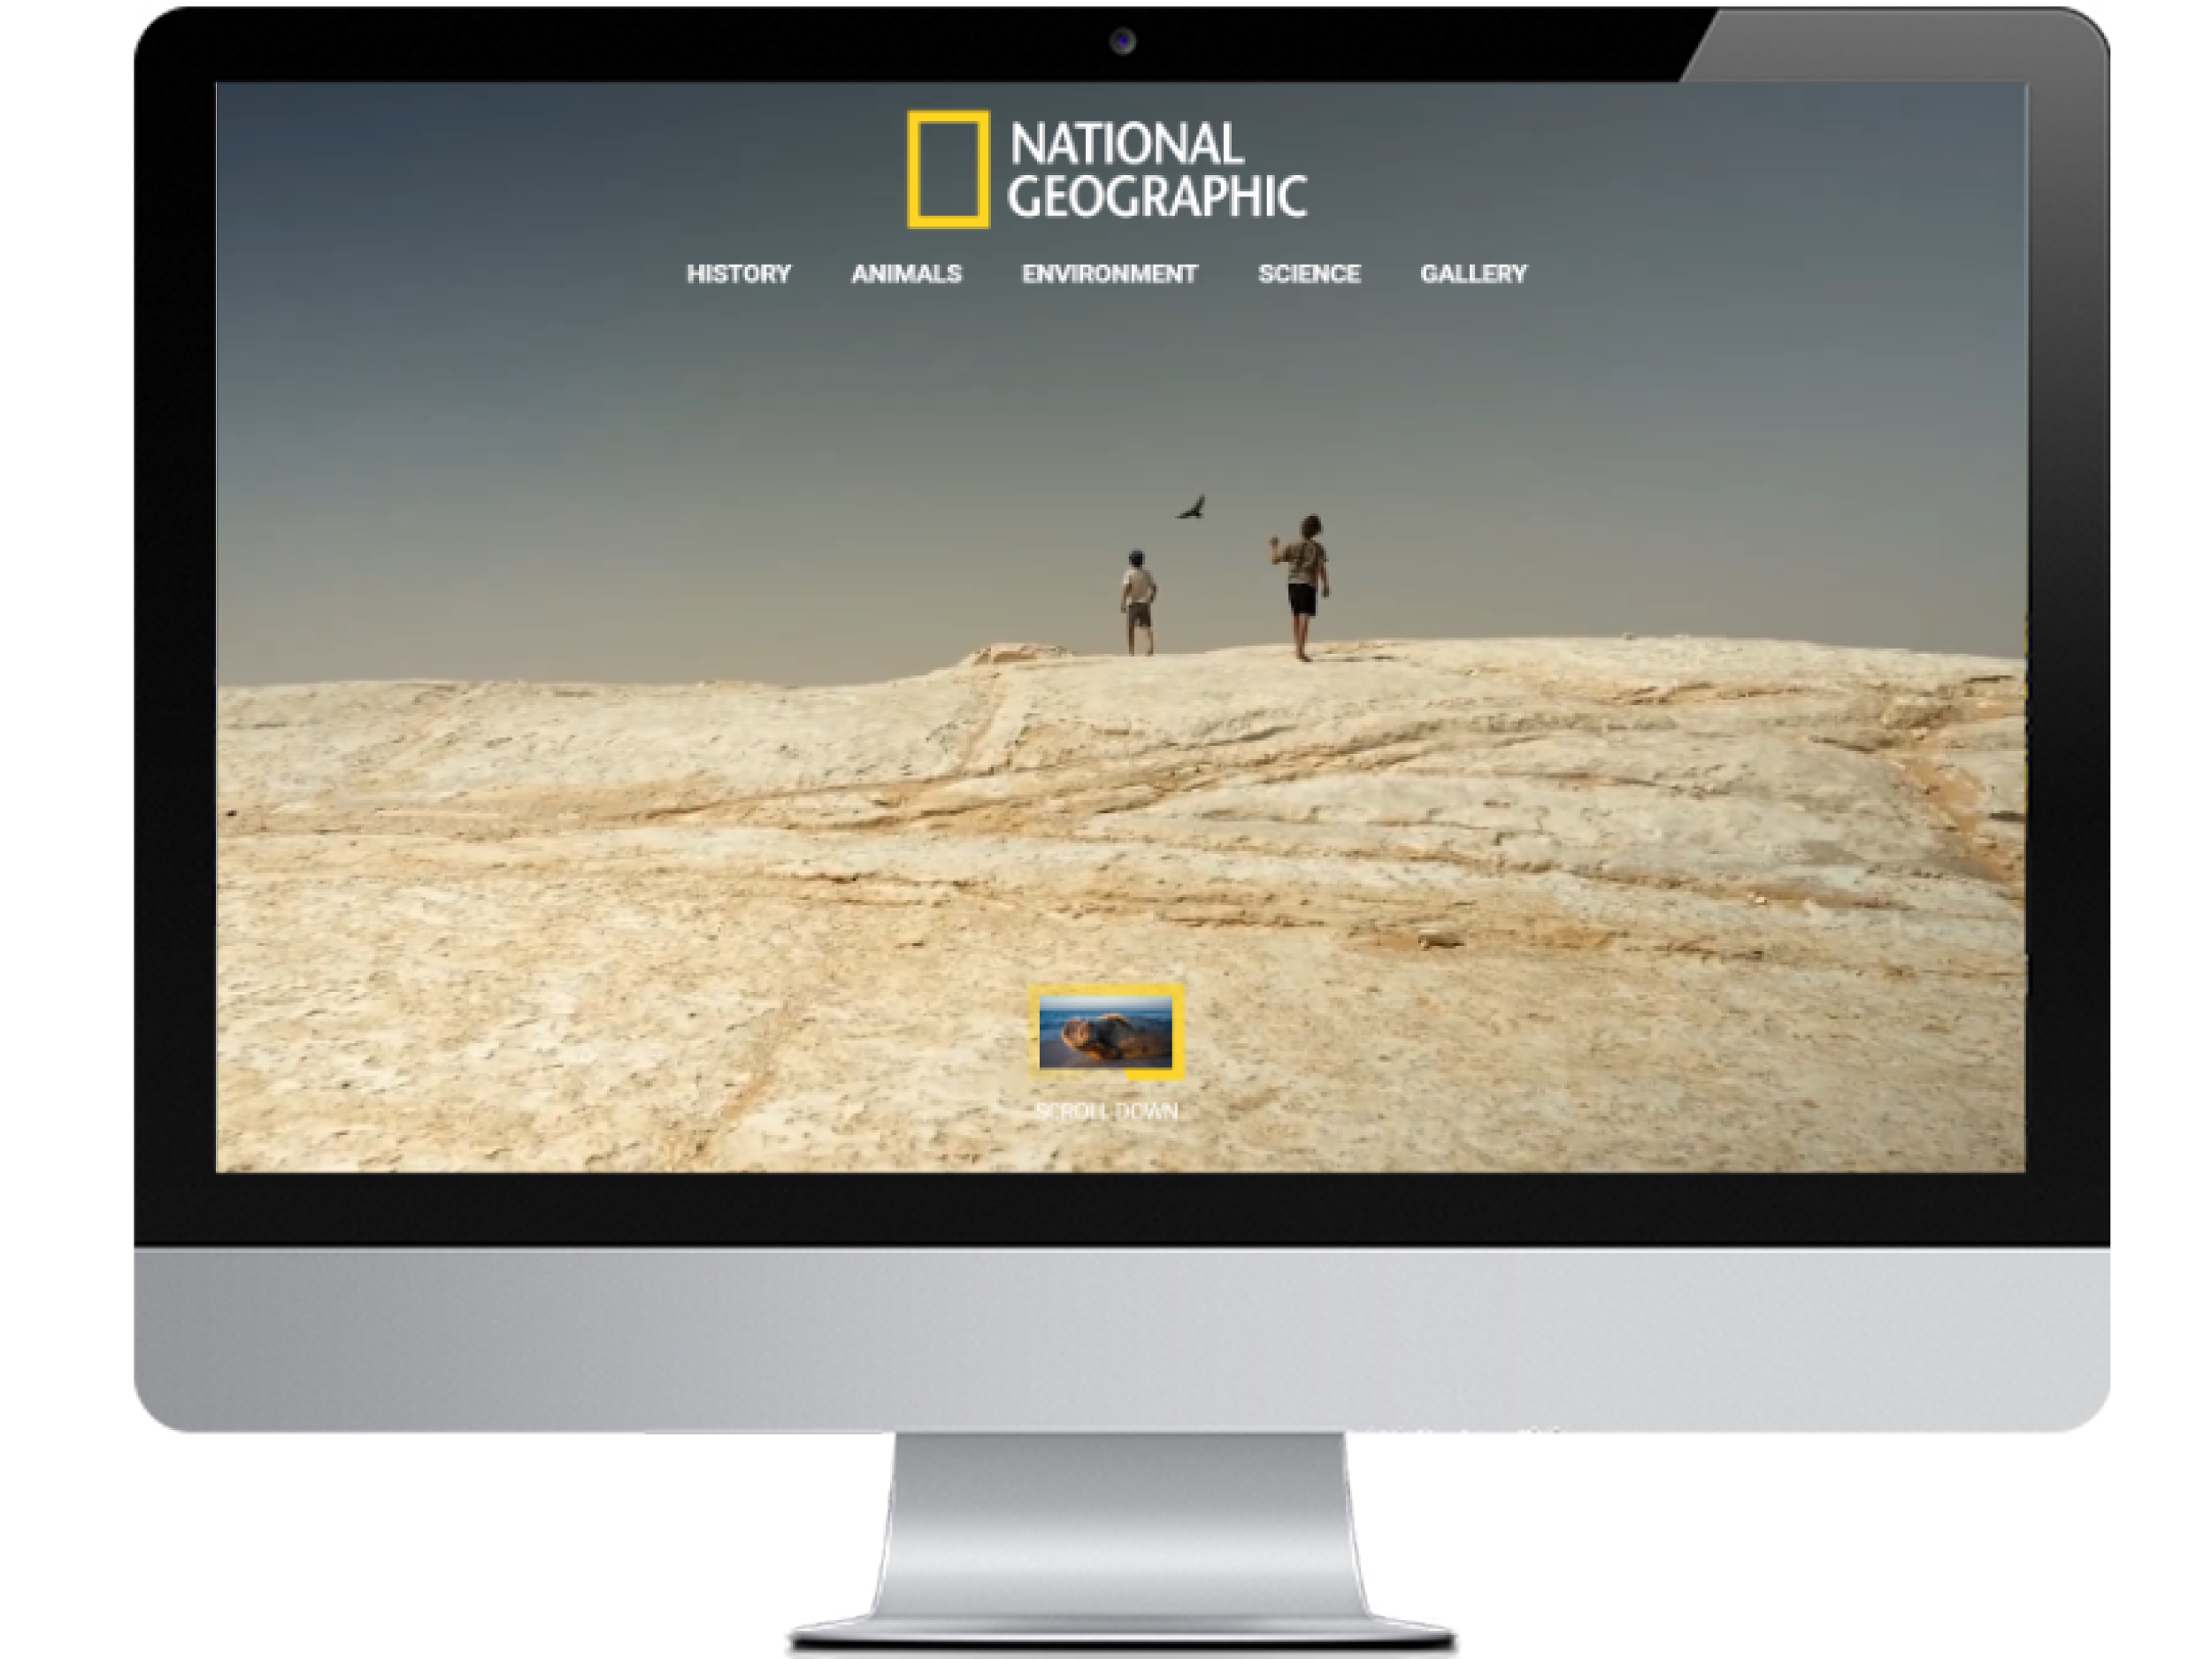 NATIONAL
GEOGRAPHIC
HISTORY ANIMALS ENVIRONMENT SCIENCE GALLERY
SCROLL DOWN